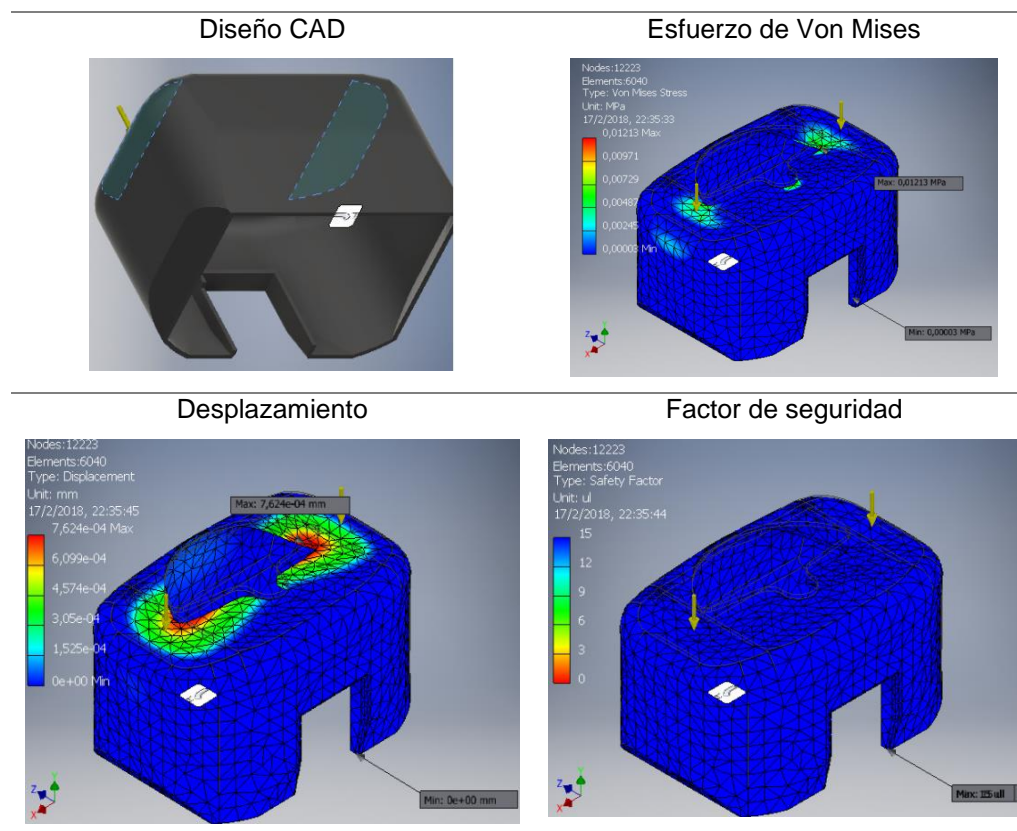 Diseño CAD
Esfuerzo de Von Mises
Nodes:12223
Elements:6040
Type: Von Mises Stress
Unit: MPa
17/2/2018, 22:35:33
0,01213 Max
0,00971
0,00729
0,00487
0,00245
0,00003 Min
Max: 0,01213 MPa
Min: 0,00003 MPa
Z
Y
X
Desplazamiento
Factor de seguridad
Nodes:12223
Elements:6040
Type: Displacement
Unit: mm
17/2/2018, 22:35:45
7,624e-04 Max
6,099e-04
4,574e-04
3,05e-04
1,525e-04
0e+00 Min
Max: 7,624e-04 mm
Min: 0e+00 mm
Z
Y
X
Nodes:12223
Elements:6040
Type: Safety Factor
Unit: ul
17/2/2018, 22:35:44
15
12
9
6
3
0
Max: ul
Z
Y
X